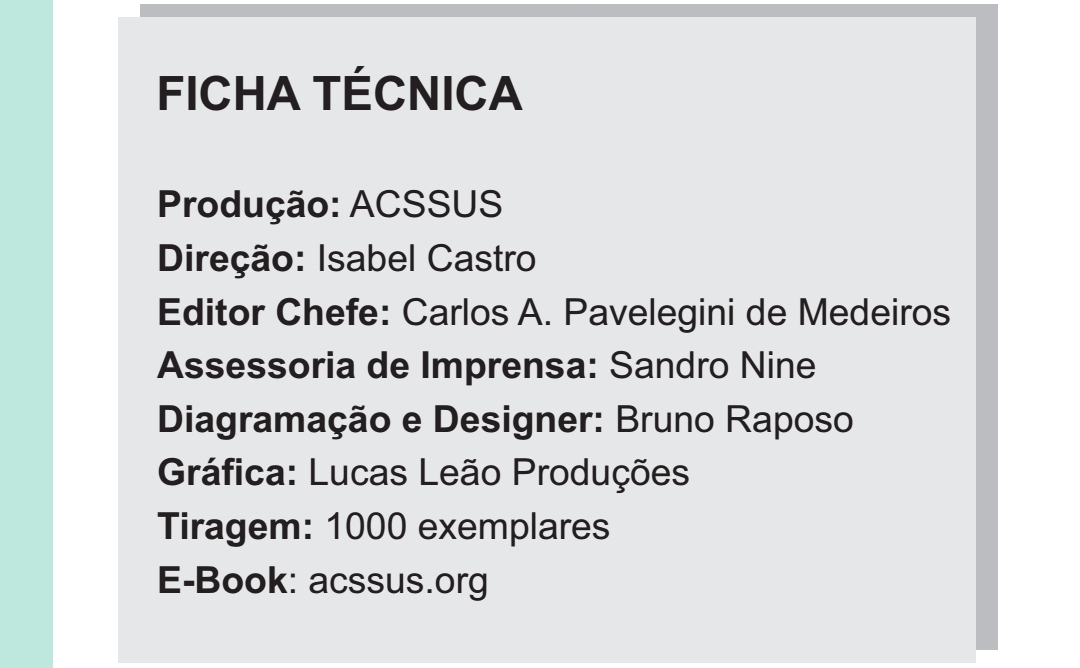 FICHA TÉCNICA
Produção: ACSSUS
Direção: Isabel Castro
Editor Chefe: Carlos A. Pavelegini de Medeiros
Assessoria de Imprensa: Sandro Nine
Diagramação e Designer: Bruno Raposo
Gráfica: Lucas Leão Produções
Tiragem: 1000 exemplares
E-Book: acssus.org